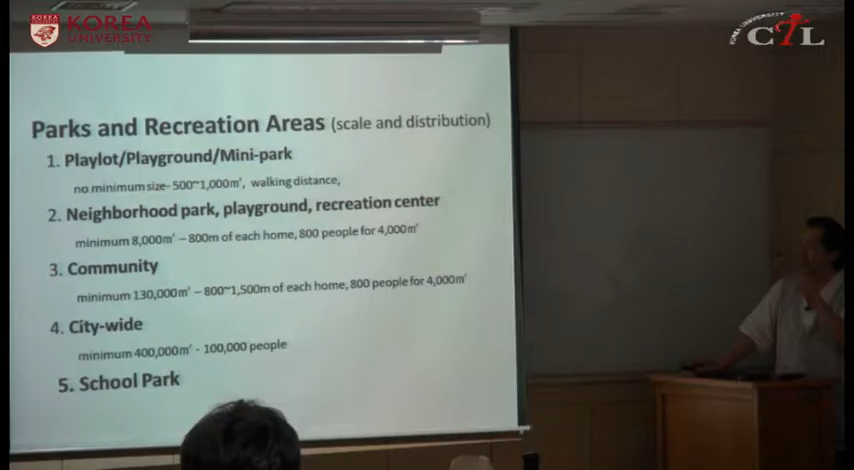 KOREA
KOREA
UNIVERSITY
KOREA UNIVERSITY
CTL
Parks and Recreation Areas (scale and distribution)
1. Playlot/Playground/Mini-park
no minimum size- 500~1,000㎡, walking distance,
2. Neighborhood park, playground, recreation center
minimum 8,000㎡ – 800m of each home, 800 people for 4,000㎡
3. Community
minimum 130,000㎡ – 800~1,500m of each home, 800 people for 4,000㎡
4. City-wide
minimum 400,000㎡ - 100,000 people
5. School Park